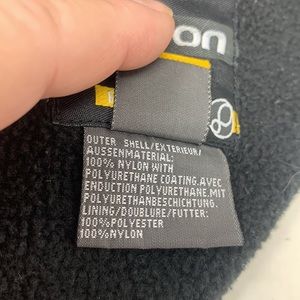 on
OUTER SHELL/EXTERIEUR/
AUSSENMATERIAL:
100% NYLON WITH
POLYURETHANE COATING.AVEC
ENDUCTION POLYURETHANE.MIT
POLYURETHANBESCHICHTUNG.
LINING/DOUBLURE/FUTTER:
100%POLYESTER
100%NYLON